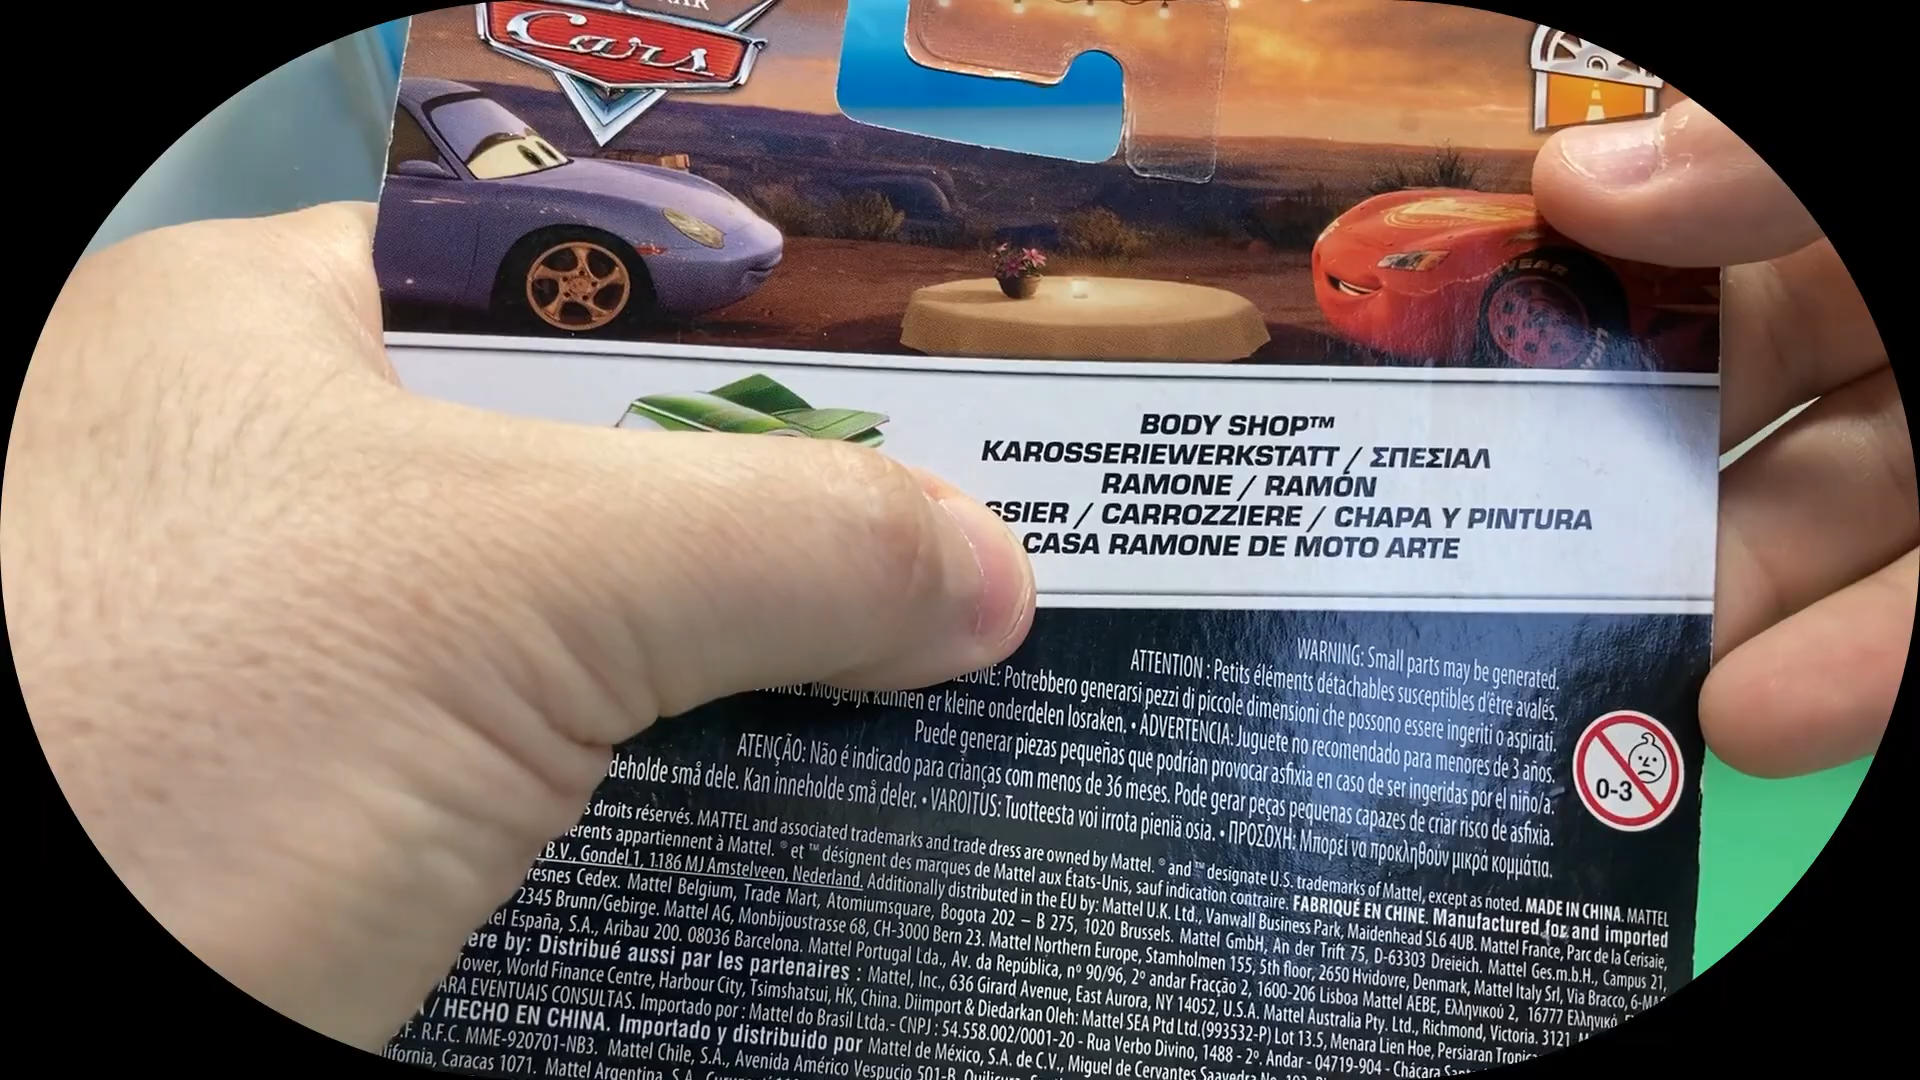 Cars
BODY SHOP™
KAROSSERIEWERKSTATT / ΣΠΕΣΙΑΛ
RAMONE / RAMÓN
SSIER / CARROZZIERE / CHAPA Y PINTURA
CASA RAMONE DE MOTO ARTE
WARNING: Small parts may be generated.
ATTENTION : Petits éléments détachables susceptibles d'être avalés.
ZIONE: Potrebbero generarsi pezzi di piccole dimensioni che possono essere ingeriti o aspirati.
Mogelijk kunnen er kleine onderdelen losraken. • ADVERTENCIA: Juguete no recomendado para menores de 3 años.
Puede generar piezas pequeñas que podrían provocar asfixia en caso de ser ingeridas por el niño/a.
ATENÇÃO: Não é indicado para crianças com menos de 36 meses. Pode gerar peças pequenas capazes de criar risco de asfixia.
deholde små dele. Kan inneholde små deler. • VAROITUS: Tuotteesta voi irrota pieniä osia. • ΠΡΟΣΟΧΗ: Μπορεί να προκληθούν μικρά κομμάτια.
0-3
s droits réservés. MATTEL and associated trademarks and trade dress are owned by Mattel. ® and ™ designate U.S. trademarks of Mattel, except as noted. MADE IN CHINA. MATTEL
érents appartiennent à Mattel. ® et ™ désignent des marques de Mattel aux États-Unis, sauf indication contraire. FABRIQUÉ EN CHINE. Manufactured for and imported
B.V., Gondel 1, 1186 MJ Amstelveen, Nederland. Additionally distributed in the EU by: Mattel U.K. Ltd., Vanwall Business Park, Maidenhead SL6 4UB. Mattel France, Parc de la Cerisaie,
resnes Cedex. Mattel Belgium, Trade Mart, Atomiumsquare, Bogota 202 – B 275, 1020 Brussels. Mattel GmbH, An der Trift 75, D-63303 Dreieich. Mattel Ges.m.b.H., Campus 21,
2345 Brunn/Gebirge. Mattel AG, Monbijoustrasse 68, CH-3000 Bern 23. Mattel Northern Europe, Stamholmen 155, 5th floor, 2650 Hvidovre, Denmark, Mattel Italy Srl, Via Bracco, 6-MA
tel España, S.A., Aribau 200. 08036 Barcelona. Mattel Portugal Lda., Av. da República, nº 90/96, 2º andar Fracção 2, 1600-206 Lisboa Mattel AEBE, Ελληνικού 2, 16777 Ελληνικό
ere by: Distribué aussi par les partenaires : Mattel, Inc., 636 Girard Avenue, East Aurora, NY 14052, U.S.A. Mattel Australia Pty. Ltd., Richmond, Victoria. 3121.
Tower, World Finance Centre, Harbour City, Tsimshatsui, HK, China. Diimport & Diedarkan Oleh: Mattel SEA Ptd Ltd.(993532-P) Lot 13.5, Menara Lien Hoe, Persiaran Tropic
ARA EVENTUAIS CONSULTAS. Importado por : Mattel do Brasil Ltda.- CNPJ : 54.558.002/0001-20 - Rua Verbo Divino, 1488 - 2º. Andar - 04719-904 - Chácara
/ HECHO EN CHINA. Importado y distribuido por Mattel de México, S.A. de C.V., Miguel de Cervantes Saavedra
R.F.C. MME-920701-NB3. Mattel Chile, S.A., Avenida Américo Vespucio 501-B,
lifornia, Caracas 1071. Mattel Argentina, S.A.,